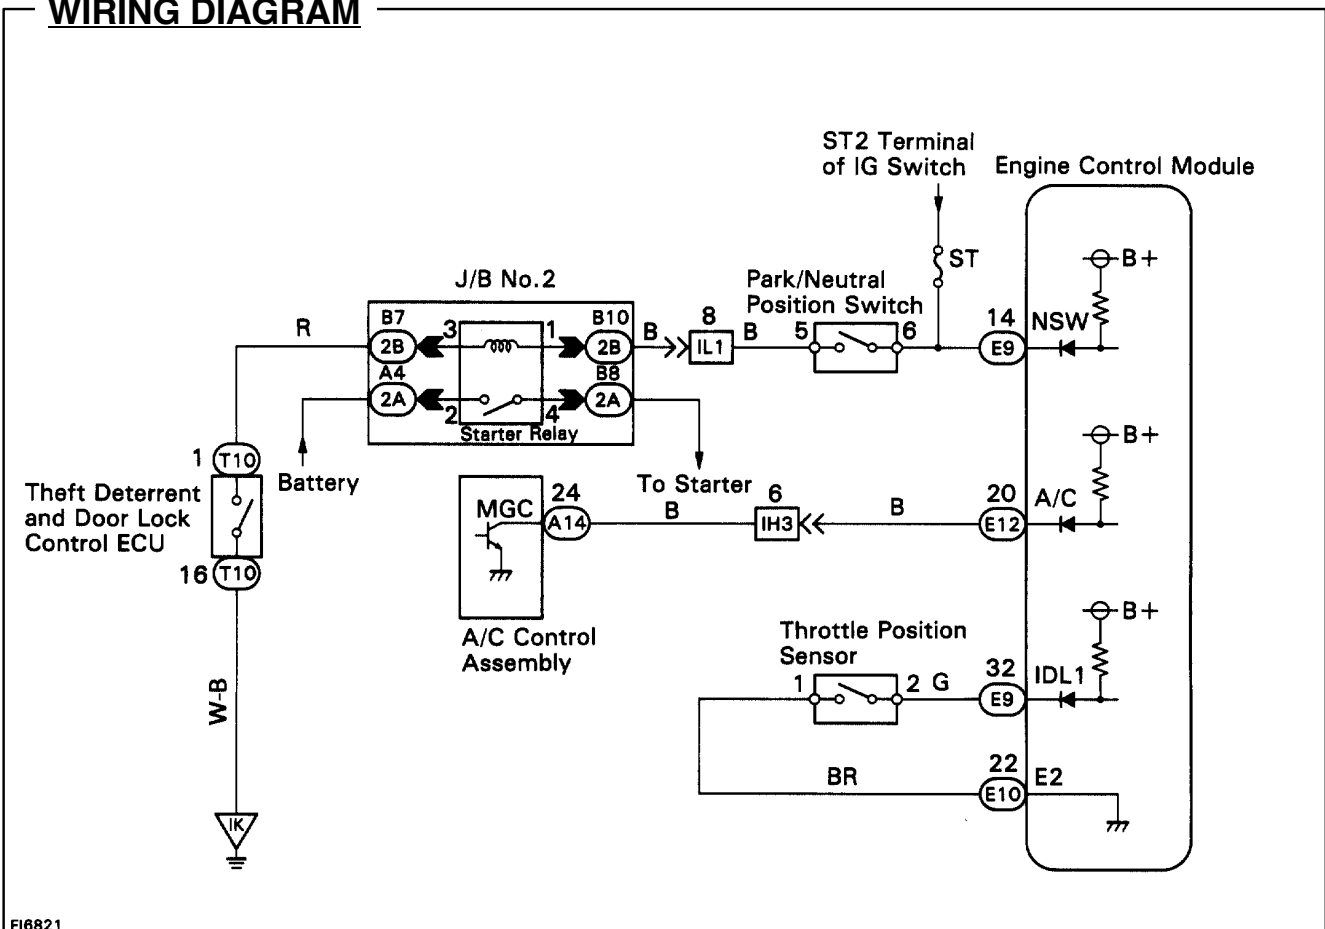 WIRING DIAGRAM
ST2 Terminal
of IG Switch
Engine Control Module
B+
ST
J/B No.2
Park/Neutral
Position Switch
R
B7
3
1
B10
B
8
B
5
6
14
NSW
2B
2B
IL1
E9
A4
B8
2A
2
4
2A
Starter Relay
B+
1
T10
Battery
To Starter
Theft Deterrent
and Door Lock
Control ECU
MGC
24
B
6
B
20
A/C
A14
IH3
E12
16
T10
B+
A/C Control
Assembly
Throttle Position
Sensor
1
2
G
32
IDL1
E9
W-B
BR
22
E2
E10
IK
FI6821